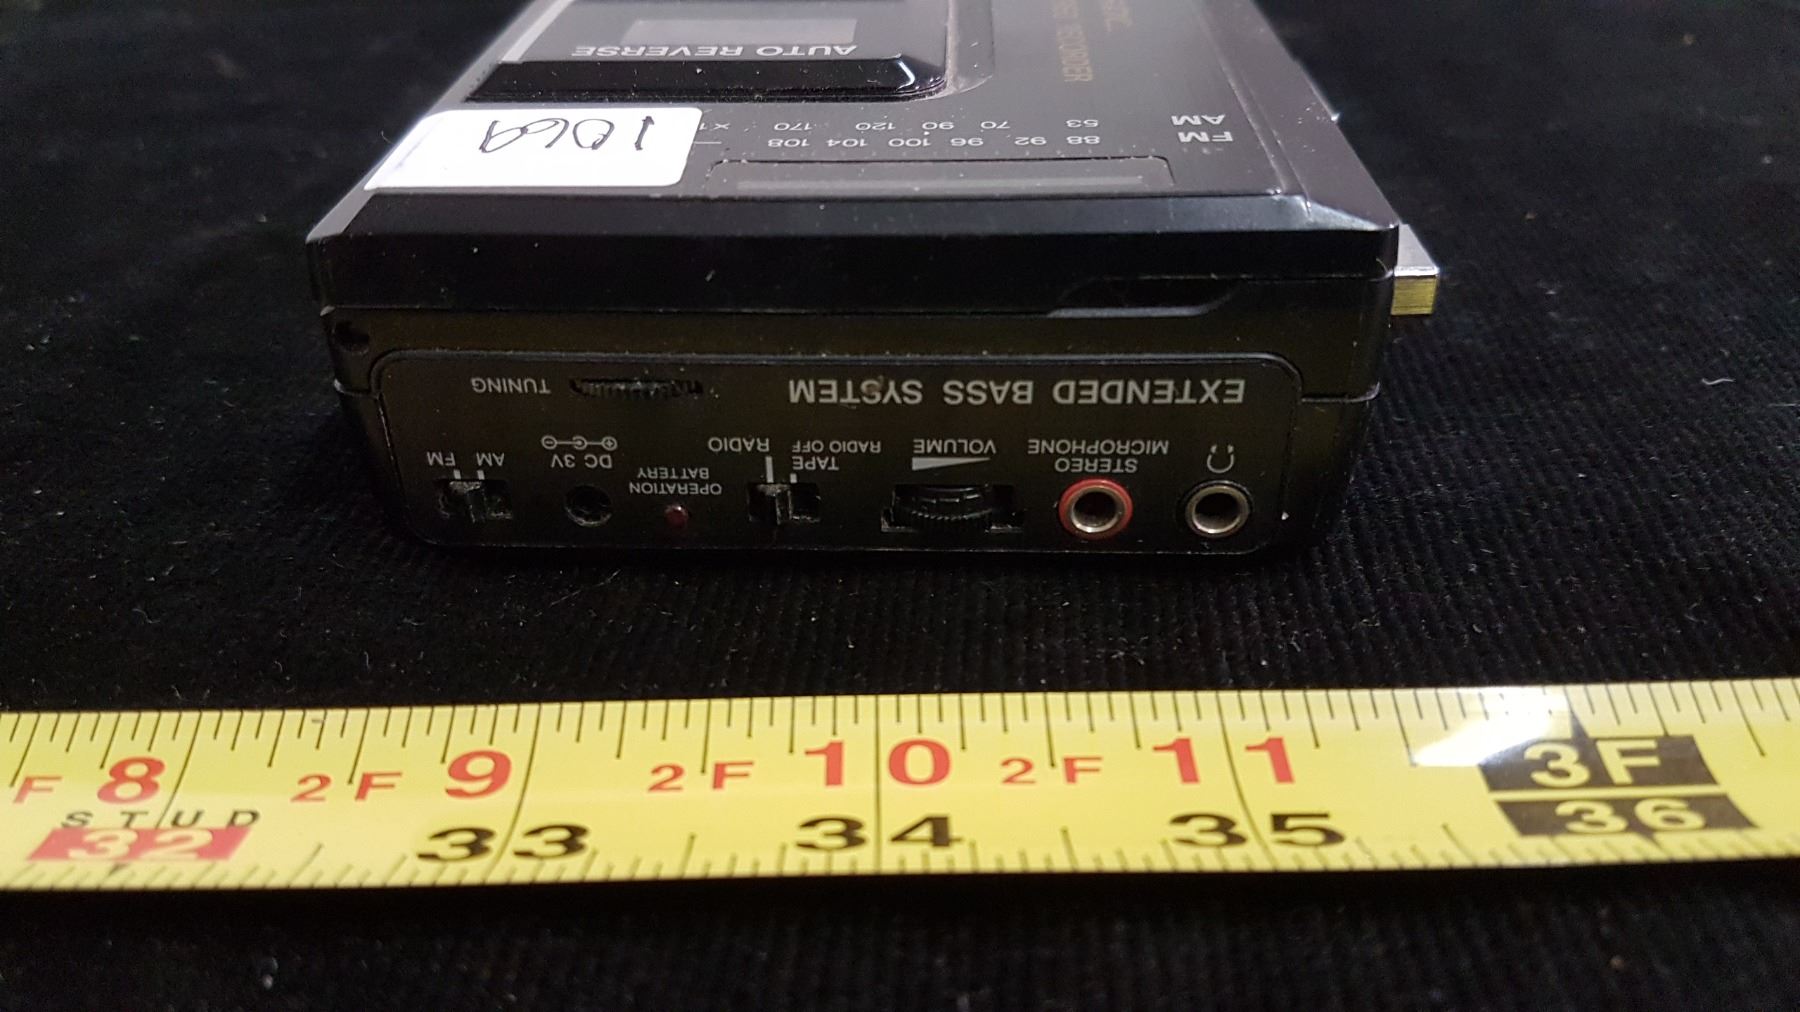 AUTO REVERSE
RECORDER
106A
FM 88 92 96 100 104 108
AM 53 70 90 120 170
EXTENDED BASS SYSTEM
TUNING
STEREO
MICROPHONE
VOLUME
TAPE
RADIO OFF
RADIO
OPERATION
BATTERY
DC 3V
AM FM
F 8 2F 9 2F 10 2F 11 3F
STUD
32 33 34 35 36